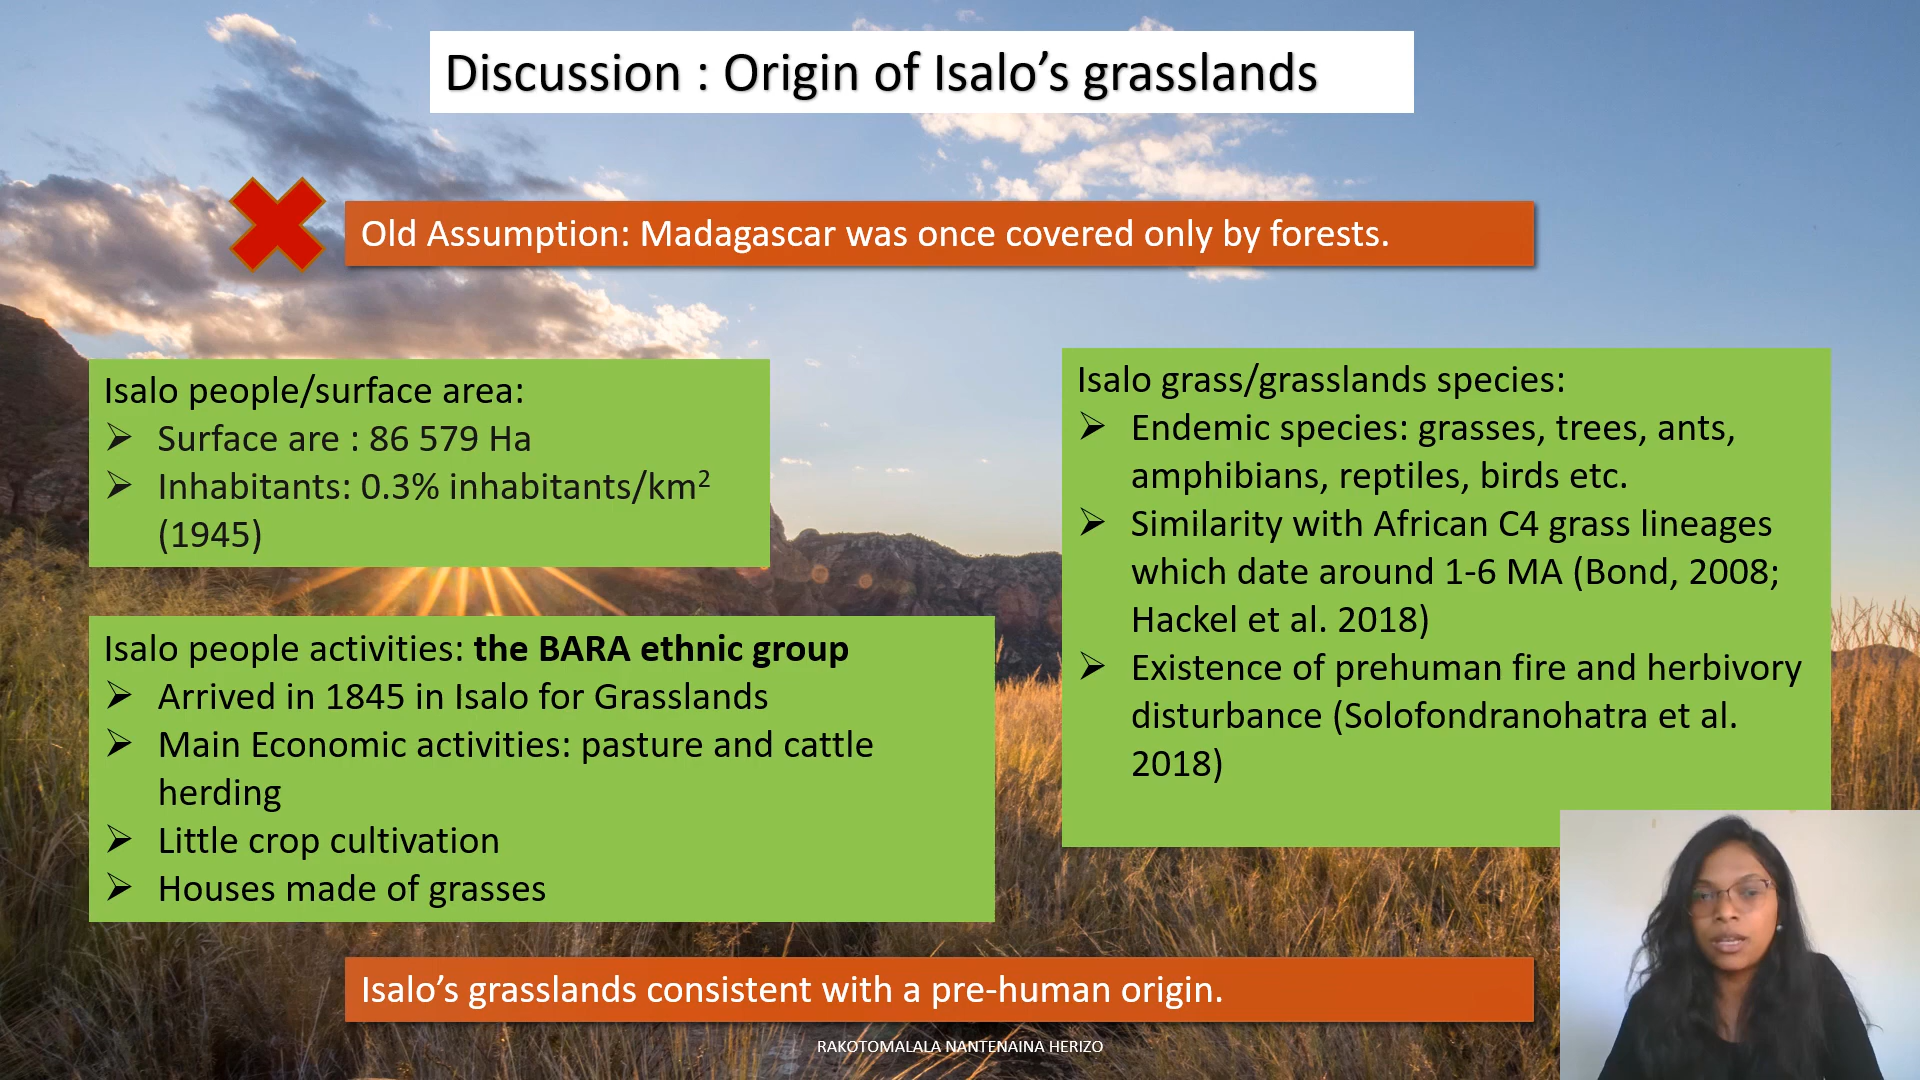 Discussion : Origin of Isalo’s grasslands
Old Assumption: Madagascar was once covered only by forests.
Isalo people/surface area:
➢ Surface are : 86 579 Ha
➢ Inhabitants: 0.3% inhabitants/km²
(1945)
Isalo people activities: the BARA ethnic group
➢ Arrived in 1845 in Isalo for Grasslands
➢ Main Economic activities: pasture and cattle
herding
➢ Little crop cultivation
➢ Houses made of grasses
Isalo grass/grasslands species:
➢ Endemic species: grasses, trees, ants,
amphibians, reptiles, birds etc.
➢ Similarity with African C4 grass lineages
which date around 1-6 MA (Bond, 2008;
Hackel et al. 2018)
➢ Existence of prehuman fire and herbivory
disturbance (Solofondranohatra et al.
2018)
Isalo’s grasslands consistent with a pre-human origin.
RAKOTOMALALA NANTENAINA HERIZO